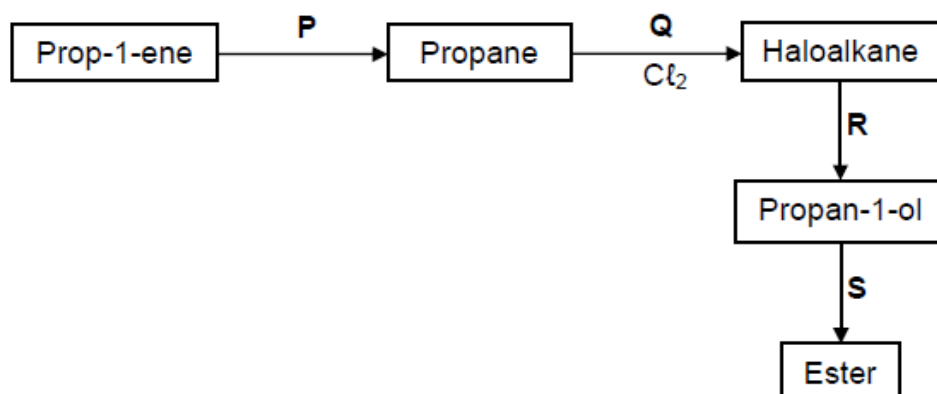 P
Q
Prop-1-ene
Propane
Haloalkane
Cℓ₂
R
Propan-1-ol
S
Ester